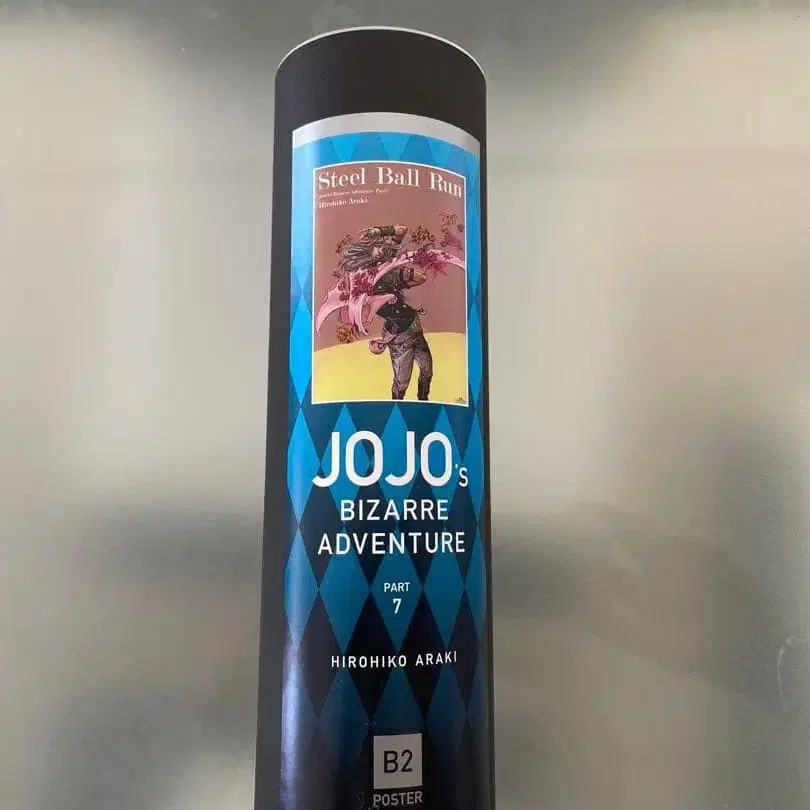 Steel Ball Run
Hirohiko Araki
JOJO's
BIZARRE
ADVENTURE
PART
7
HIROHIKO ARAKI
B2
POSTER